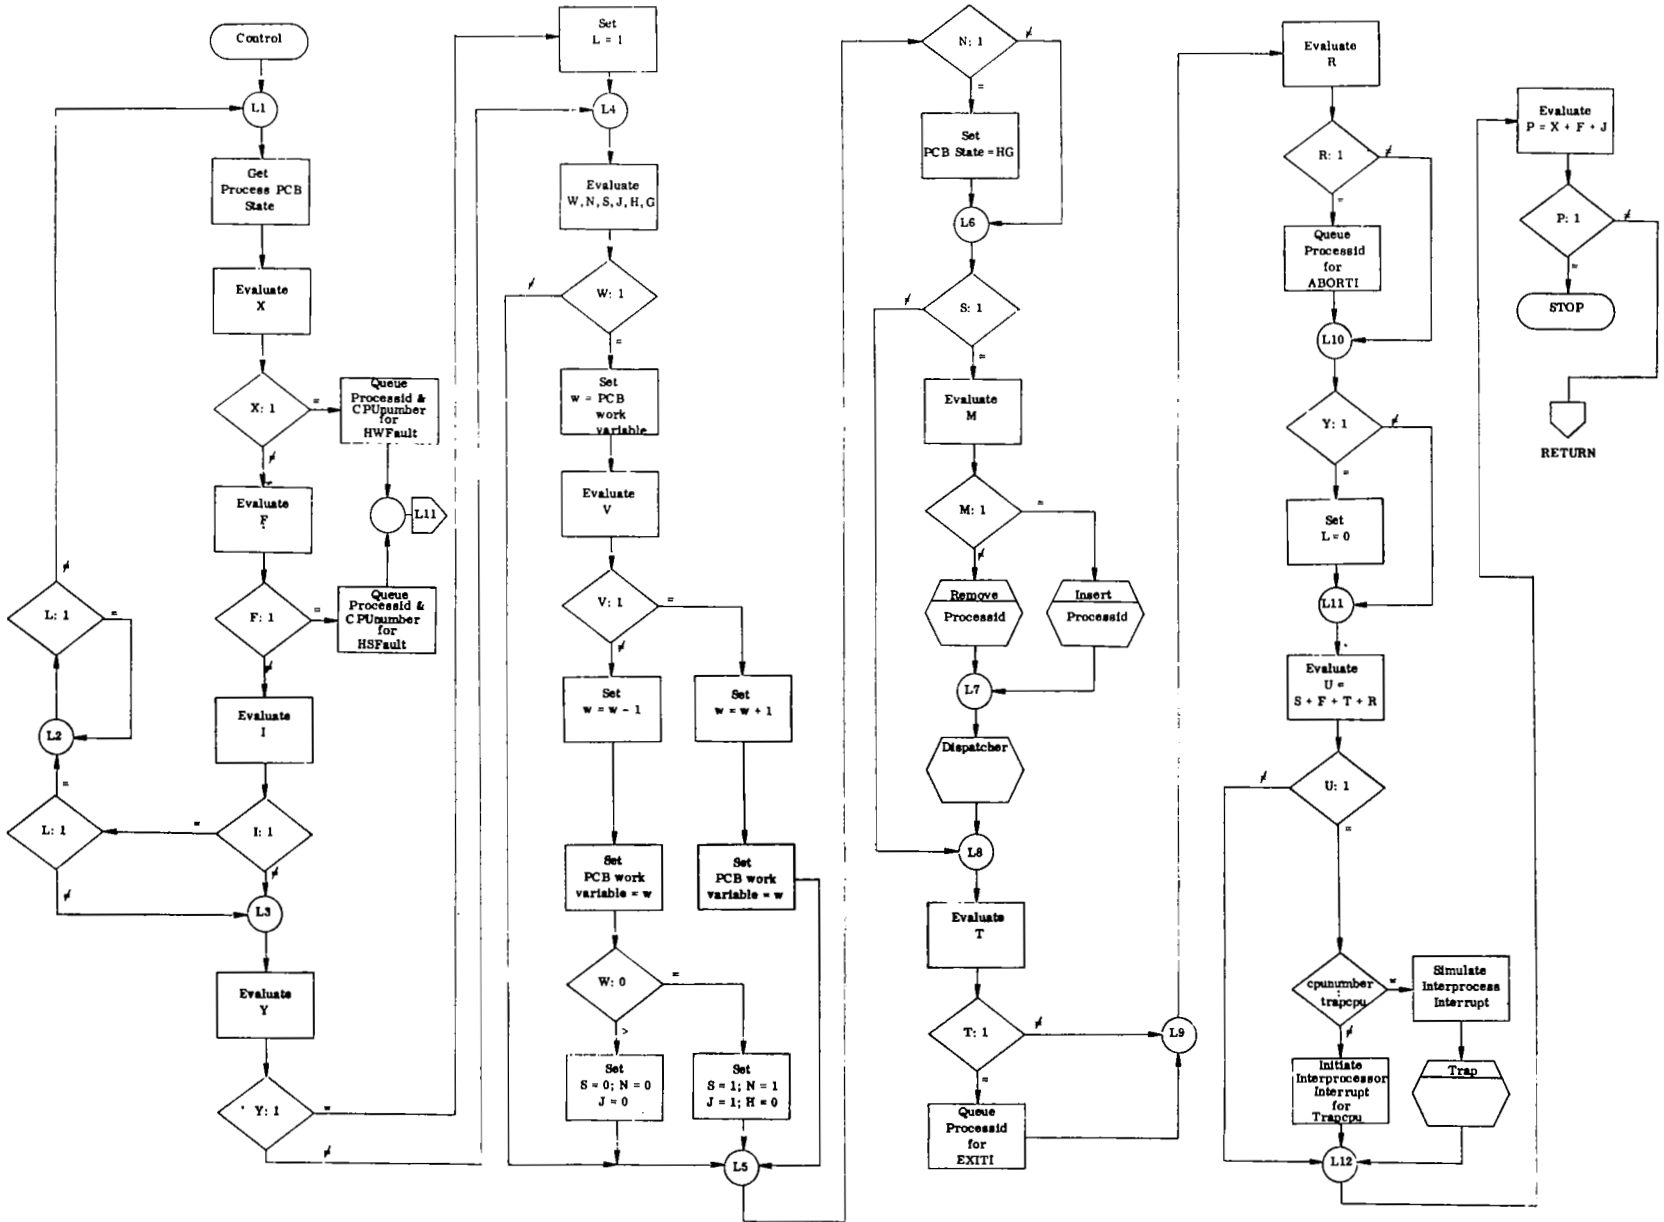 Control
L1
Get
Process PCB
State
Evaluate
X
X: 1
=
≠
Queue
Processid &
CPUnumber
for
HWFault
Evaluate
F
L11
F: 1
=
≠
Queue
Processid &
CPUnumber
for
HSFault
Evaluate
I
I: 1
=
≠
L: 1
=
≠
L2
L: 1
=
≠
L3
Evaluate
Y
Y: 1
=
≠
Set
L = 1
L4
Evaluate
W, N, S, J, H, G
W: 1
≠
=
Set
w = PCB
work
variable
Evaluate
V
V: 1
=
≠
Set
w = w - 1
Set
w = w + 1
Set
PCB work
variable = w
Set
PCB work
variable = w
W: 0
=
>
Set
S = 0; N = 0
J = 0
Set
S = 1; N = 1
J = 1; H = 0
L5
N: 1
≠
=
Set
PCB State = HG
L6
S: 1
≠
=
Evaluate
M
M: 1
=
≠
Remove
Processid
Insert
Processid
L7
Dispatcher
L8
Evaluate
T
T: 1
≠
=
Queue
Processid
for
EXITI
L9
Evaluate
R
R: 1
≠
=
Queue
Processid
for
ABORTI
L10
Y: 1
≠
=
Set
L = 0
L11
Evaluate
U =
S + F + T + R
U: 1
≠
=
cpunumber
:
trapcpu
=
≠
Simulate
Interprocess
Interrupt
Initiate
Interprocessor
Interrupt
for
Trapcpu
Trap
L12
Evaluate
P = X + F + J
P: 1
≠
=
STOP
RETURN